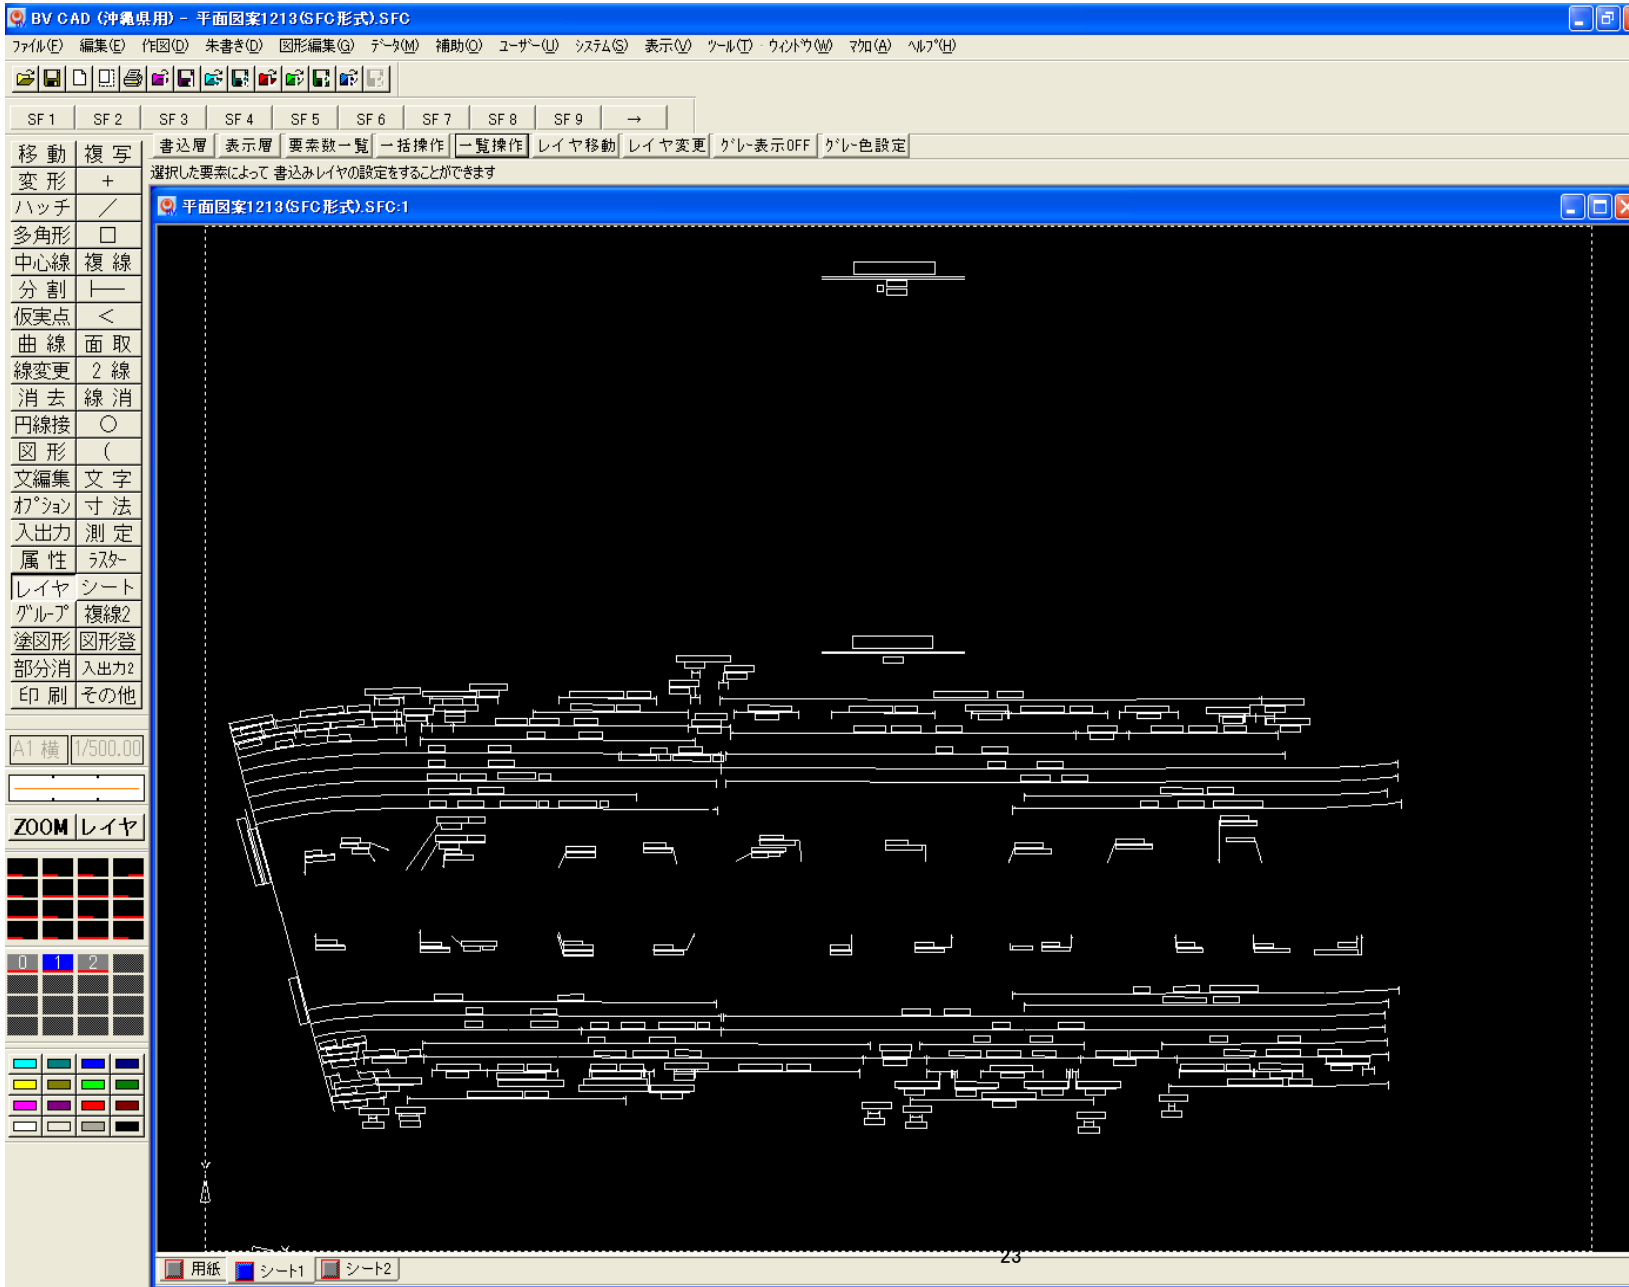 BV CAD (沖縄県用) - 平面図案1213(SFC形式).SFC
ファイル(F) 編集(E) 作図(D) 朱書き(D) 図形編集(G) データ(M) 補助(O) ユーザー(U) システム(S) 表示(V) ツール(T) ウィンドウ(W) マクロ(A) ヘルプ(H)
SF 1 SF 2 SF 3 SF 4 SF 5 SF 6 SF 7 SF 8 SF 9 →
書込層 表示層 要素数一覧 一括操作 一覧操作 レイヤ移動 レイヤ変更 グレー表示OFF グレー色設定
選択した要素によって 書込みレイヤの設定をすることができます
平面図案1213(SFC形式).SFC:1
移 動 複 写
変 形 +
ハッチ ／
多角形 □
中心線 複 線
分 割 ├─
仮実点 <
曲 線 面 取
線変更 2 線
消 去 線 消
円線接 ○
図 形 (
文編集 文 字
オプション 寸 法
入出力 測 定
属 性 ラスター
レイヤ シート
グループ 複線2
塗図形 図形登
部分消 入出力2
印 刷 その他
A1 横 1/500.00
ZOOM レイヤ
0 1 2
Y
X
用紙 シート1 シート2
23